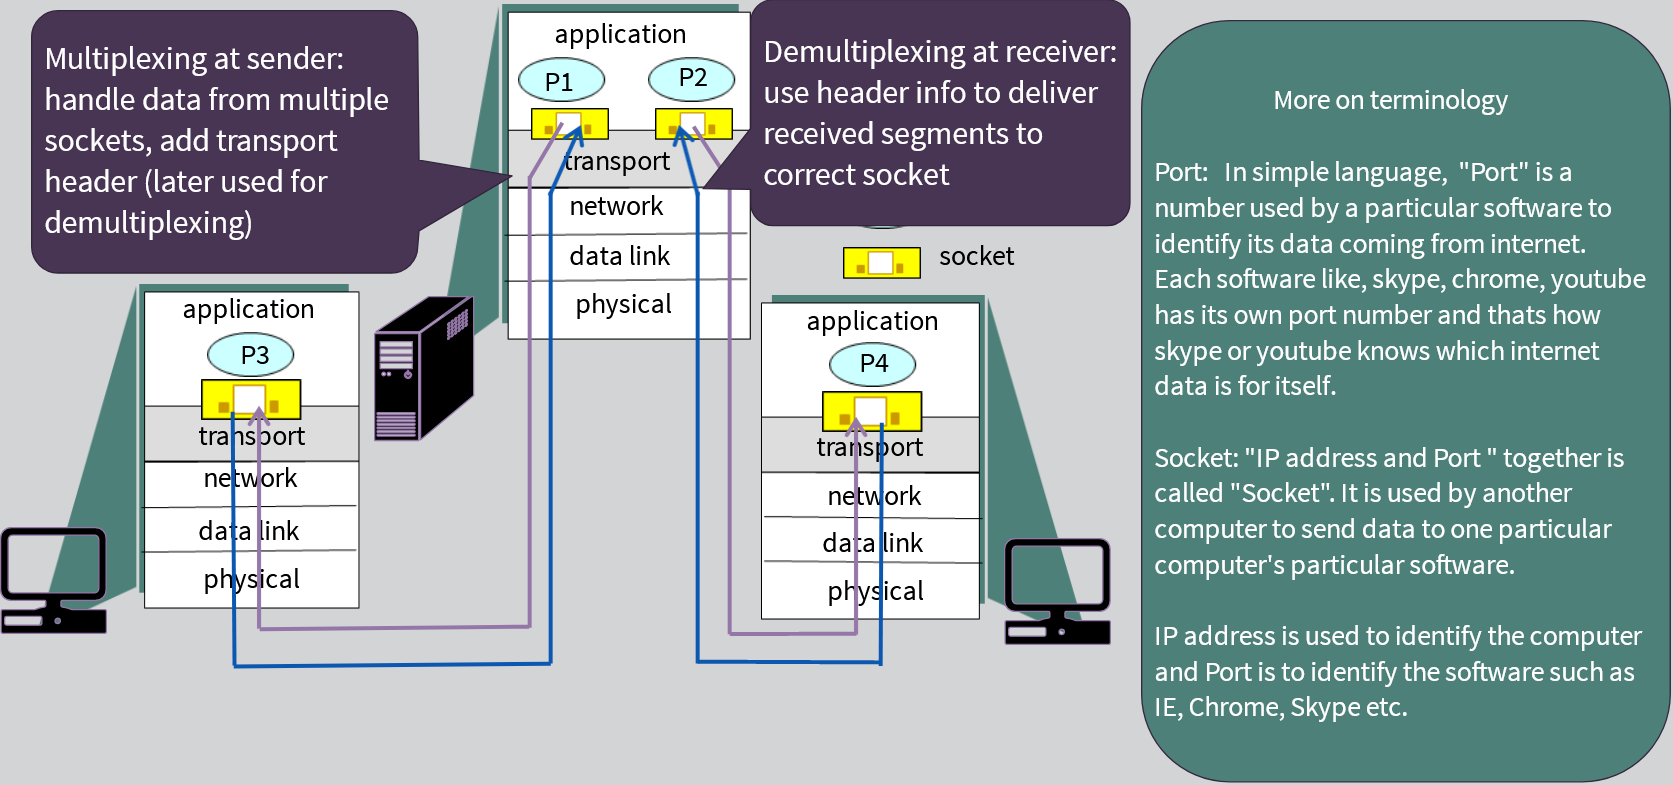 Multiplexing at sender:
handle data from multiple
sockets, add transport
header (later used for
demultiplexing)
application
P1
P2
transport
network
data link
physical
Demultiplexing at receiver:
use header info to deliver
received segments to
correct socket
socket
application
P3
transport
network
data link
physical
application
P4
transport
network
data link
physical
More on terminology
Port:   In simple language,  "Port" is a
number used by a particular software to
identify its data coming from internet.
Each software like, skype, chrome, youtube
has its own port number and thats how
skype or youtube knows which internet
data is for itself.
Socket: "IP address and Port " together is
called "Socket". It is used by another
computer to send data to one particular
computer's particular software.
IP address is used to identify the computer
and Port is to identify the software such as
IE, Chrome, Skype etc.